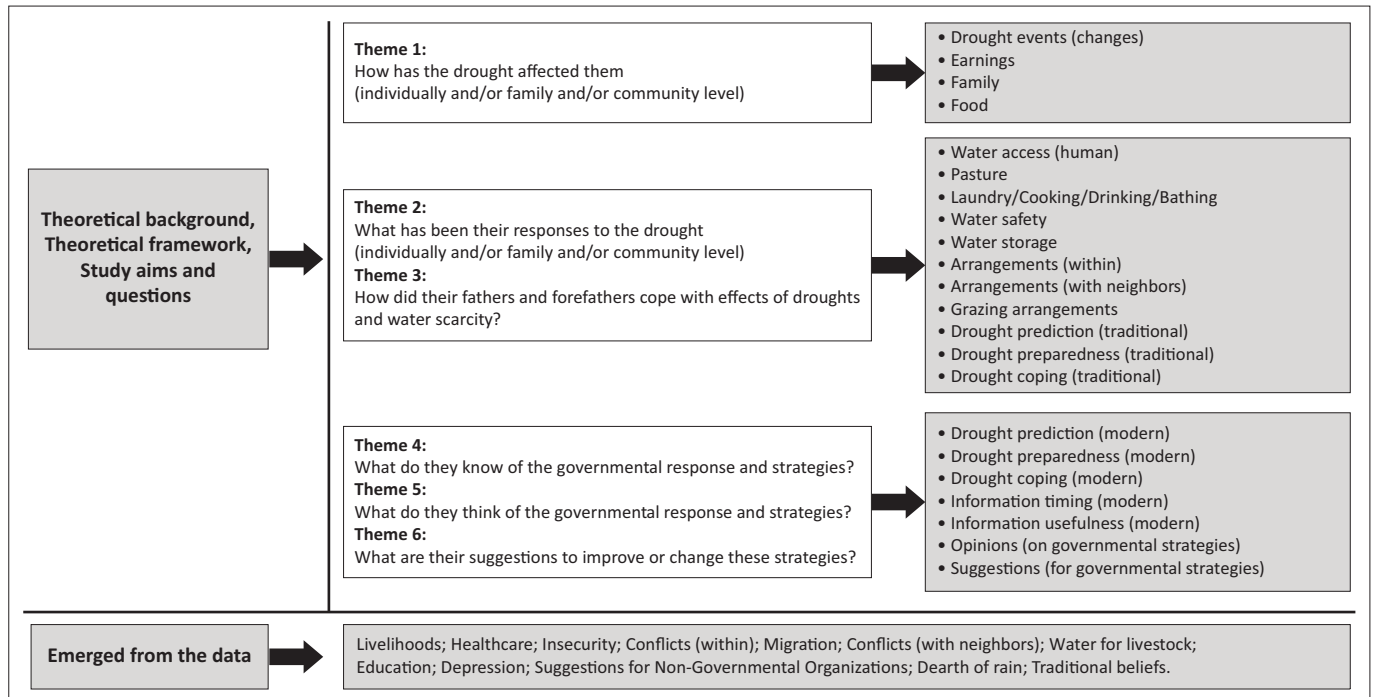 Theoretical background,
Theoretical framework,
Study aims and
questions
Theme 1:
How has the drought affected them
(individually and/or family and/or community level)
• Drought events (changes)
• Earnings
• Family
• Food
Theme 2:
What has been their responses to the drought
(individually and/or family and/or community level)
Theme 3:
How did their fathers and forefathers cope with effects of droughts
and water scarcity?
• Water access (human)
• Pasture
• Laundry/Cooking/Drinking/Bathing
• Water safety
• Water storage
• Arrangements (within)
• Arrangements (with neighbors)
• Grazing arrangements
• Drought prediction (traditional)
• Drought preparedness (traditional)
• Drought coping (traditional)
Theme 4:
What do they know of the governmental response and strategies?
Theme 5:
What do they think of the governmental response and strategies?
Theme 6:
What are their suggestions to improve or change these strategies?
• Drought prediction (modern)
• Drought preparedness (modern)
• Drought coping (modern)
• Information timing (modern)
• Information usefulness (modern)
• Opinions (on governmental strategies)
• Suggestions (for governmental strategies)
Emerged from the data
Livelihoods; Healthcare; Insecurity; Conflicts (within); Migration; Conflicts (with neighbors); Water for livestock;
Education; Depression; Suggestions for Non-Governmental Organizations; Dearth of rain; Traditional beliefs.